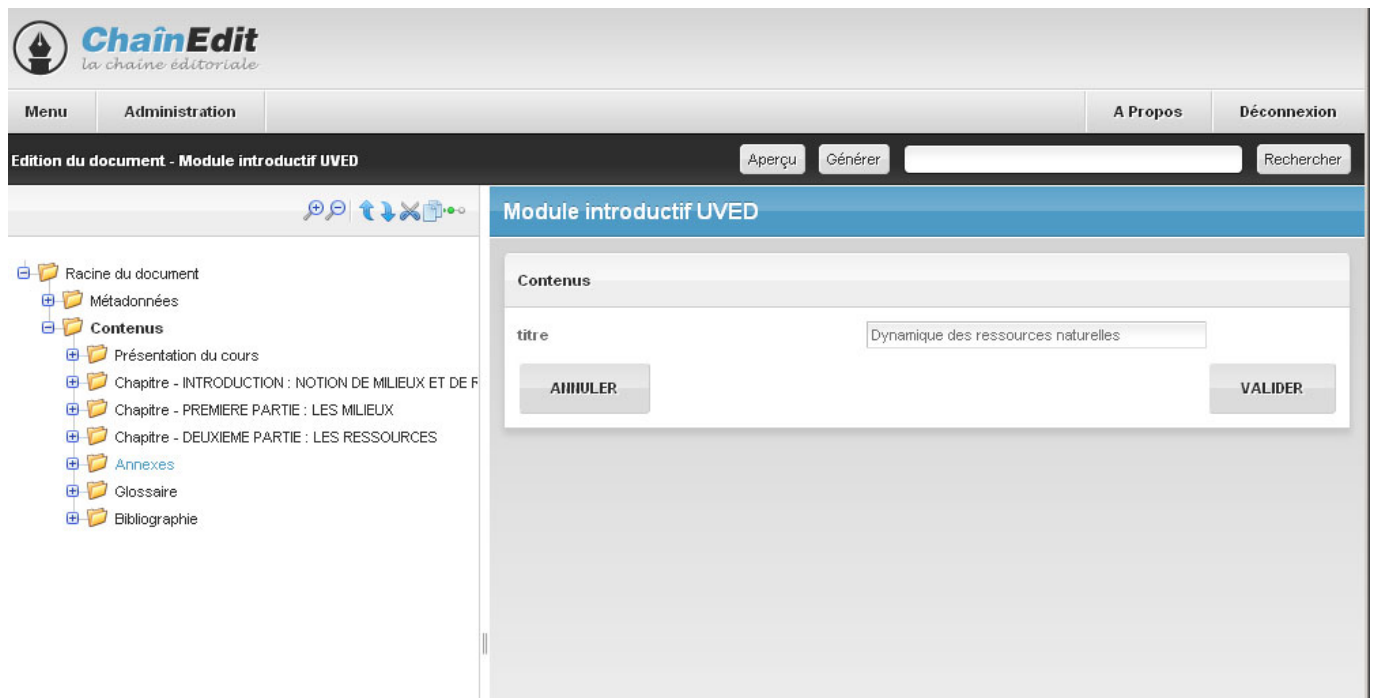 ChaînEdit
la chaîne éditoriale
Menu Administration A Propos Déconnexion
Edition du document - Module introductif UVED Aperçu Générer Rechercher
Module introductif UVED
Racine du document
Métadonnées
Contenus
Présentation du cours
Chapitre - INTRODUCTION : NOTION DE MILIEUX ET DE R
Chapitre - PREMIERE PARTIE : LES MILIEUX
Chapitre - DEUXIEME PARTIE : LES RESSOURCES
Annexes
Glossaire
Bibliographie
Contenus
titre Dynamique des ressources naturelles
ANNULER VALIDER